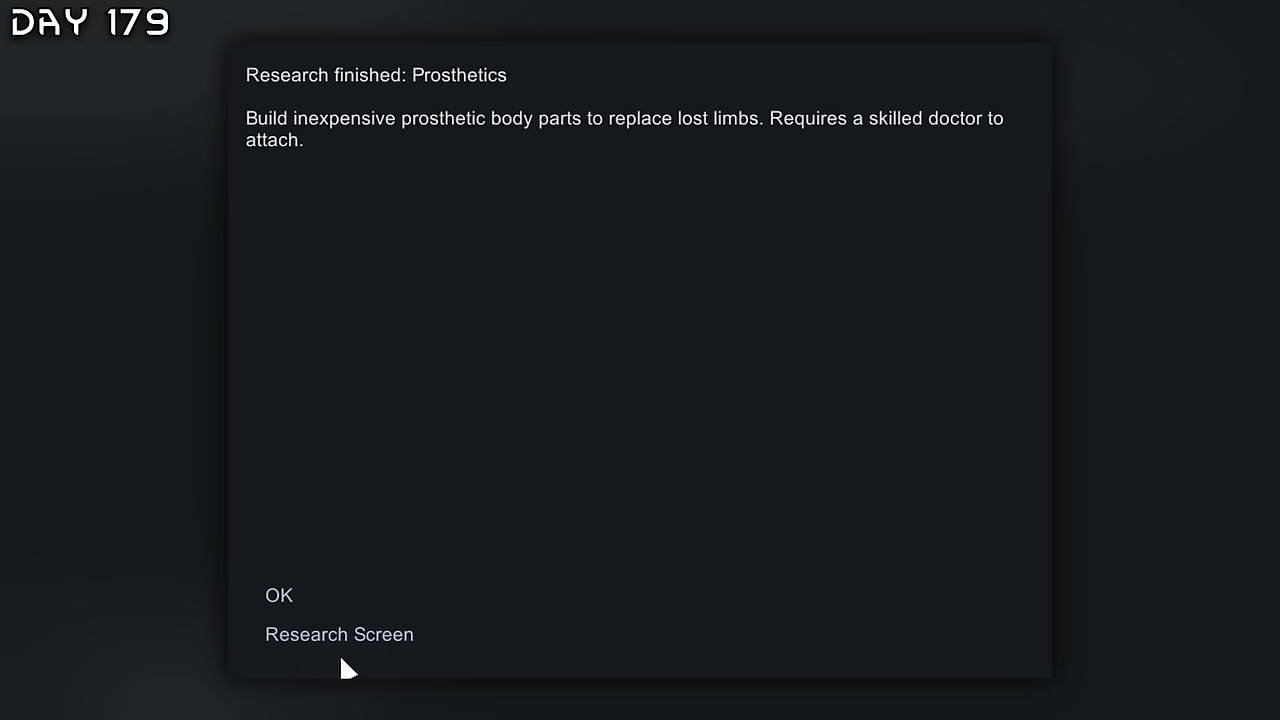 DAY 179
Research finished: Prosthetics
Build inexpensive prosthetic body parts to replace lost limbs. Requires a skilled doctor to
attach.
OK
Research Screen